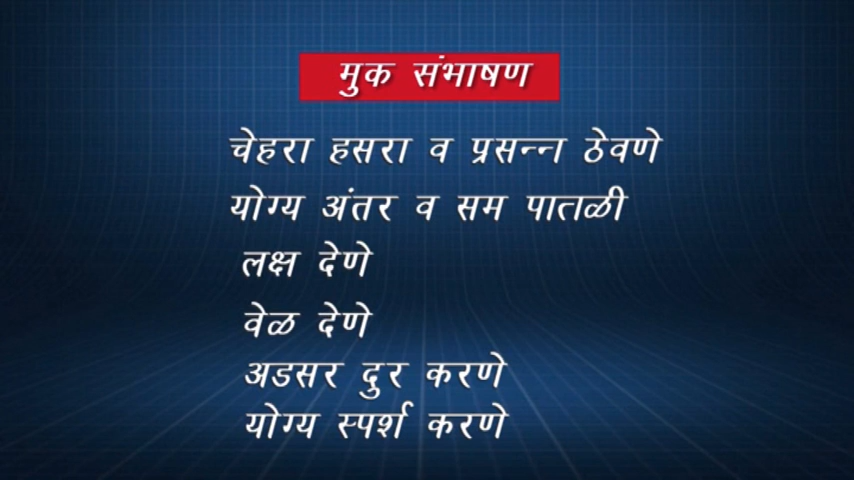 मुक संभाषण
चेहरा हसरा व प्रसन्न ठेवणे
योग्य अंतर व सम पातळी
लक्ष देणे
वेळ देणे
अडसर दुर करणे
योग्य स्पर्श करणे